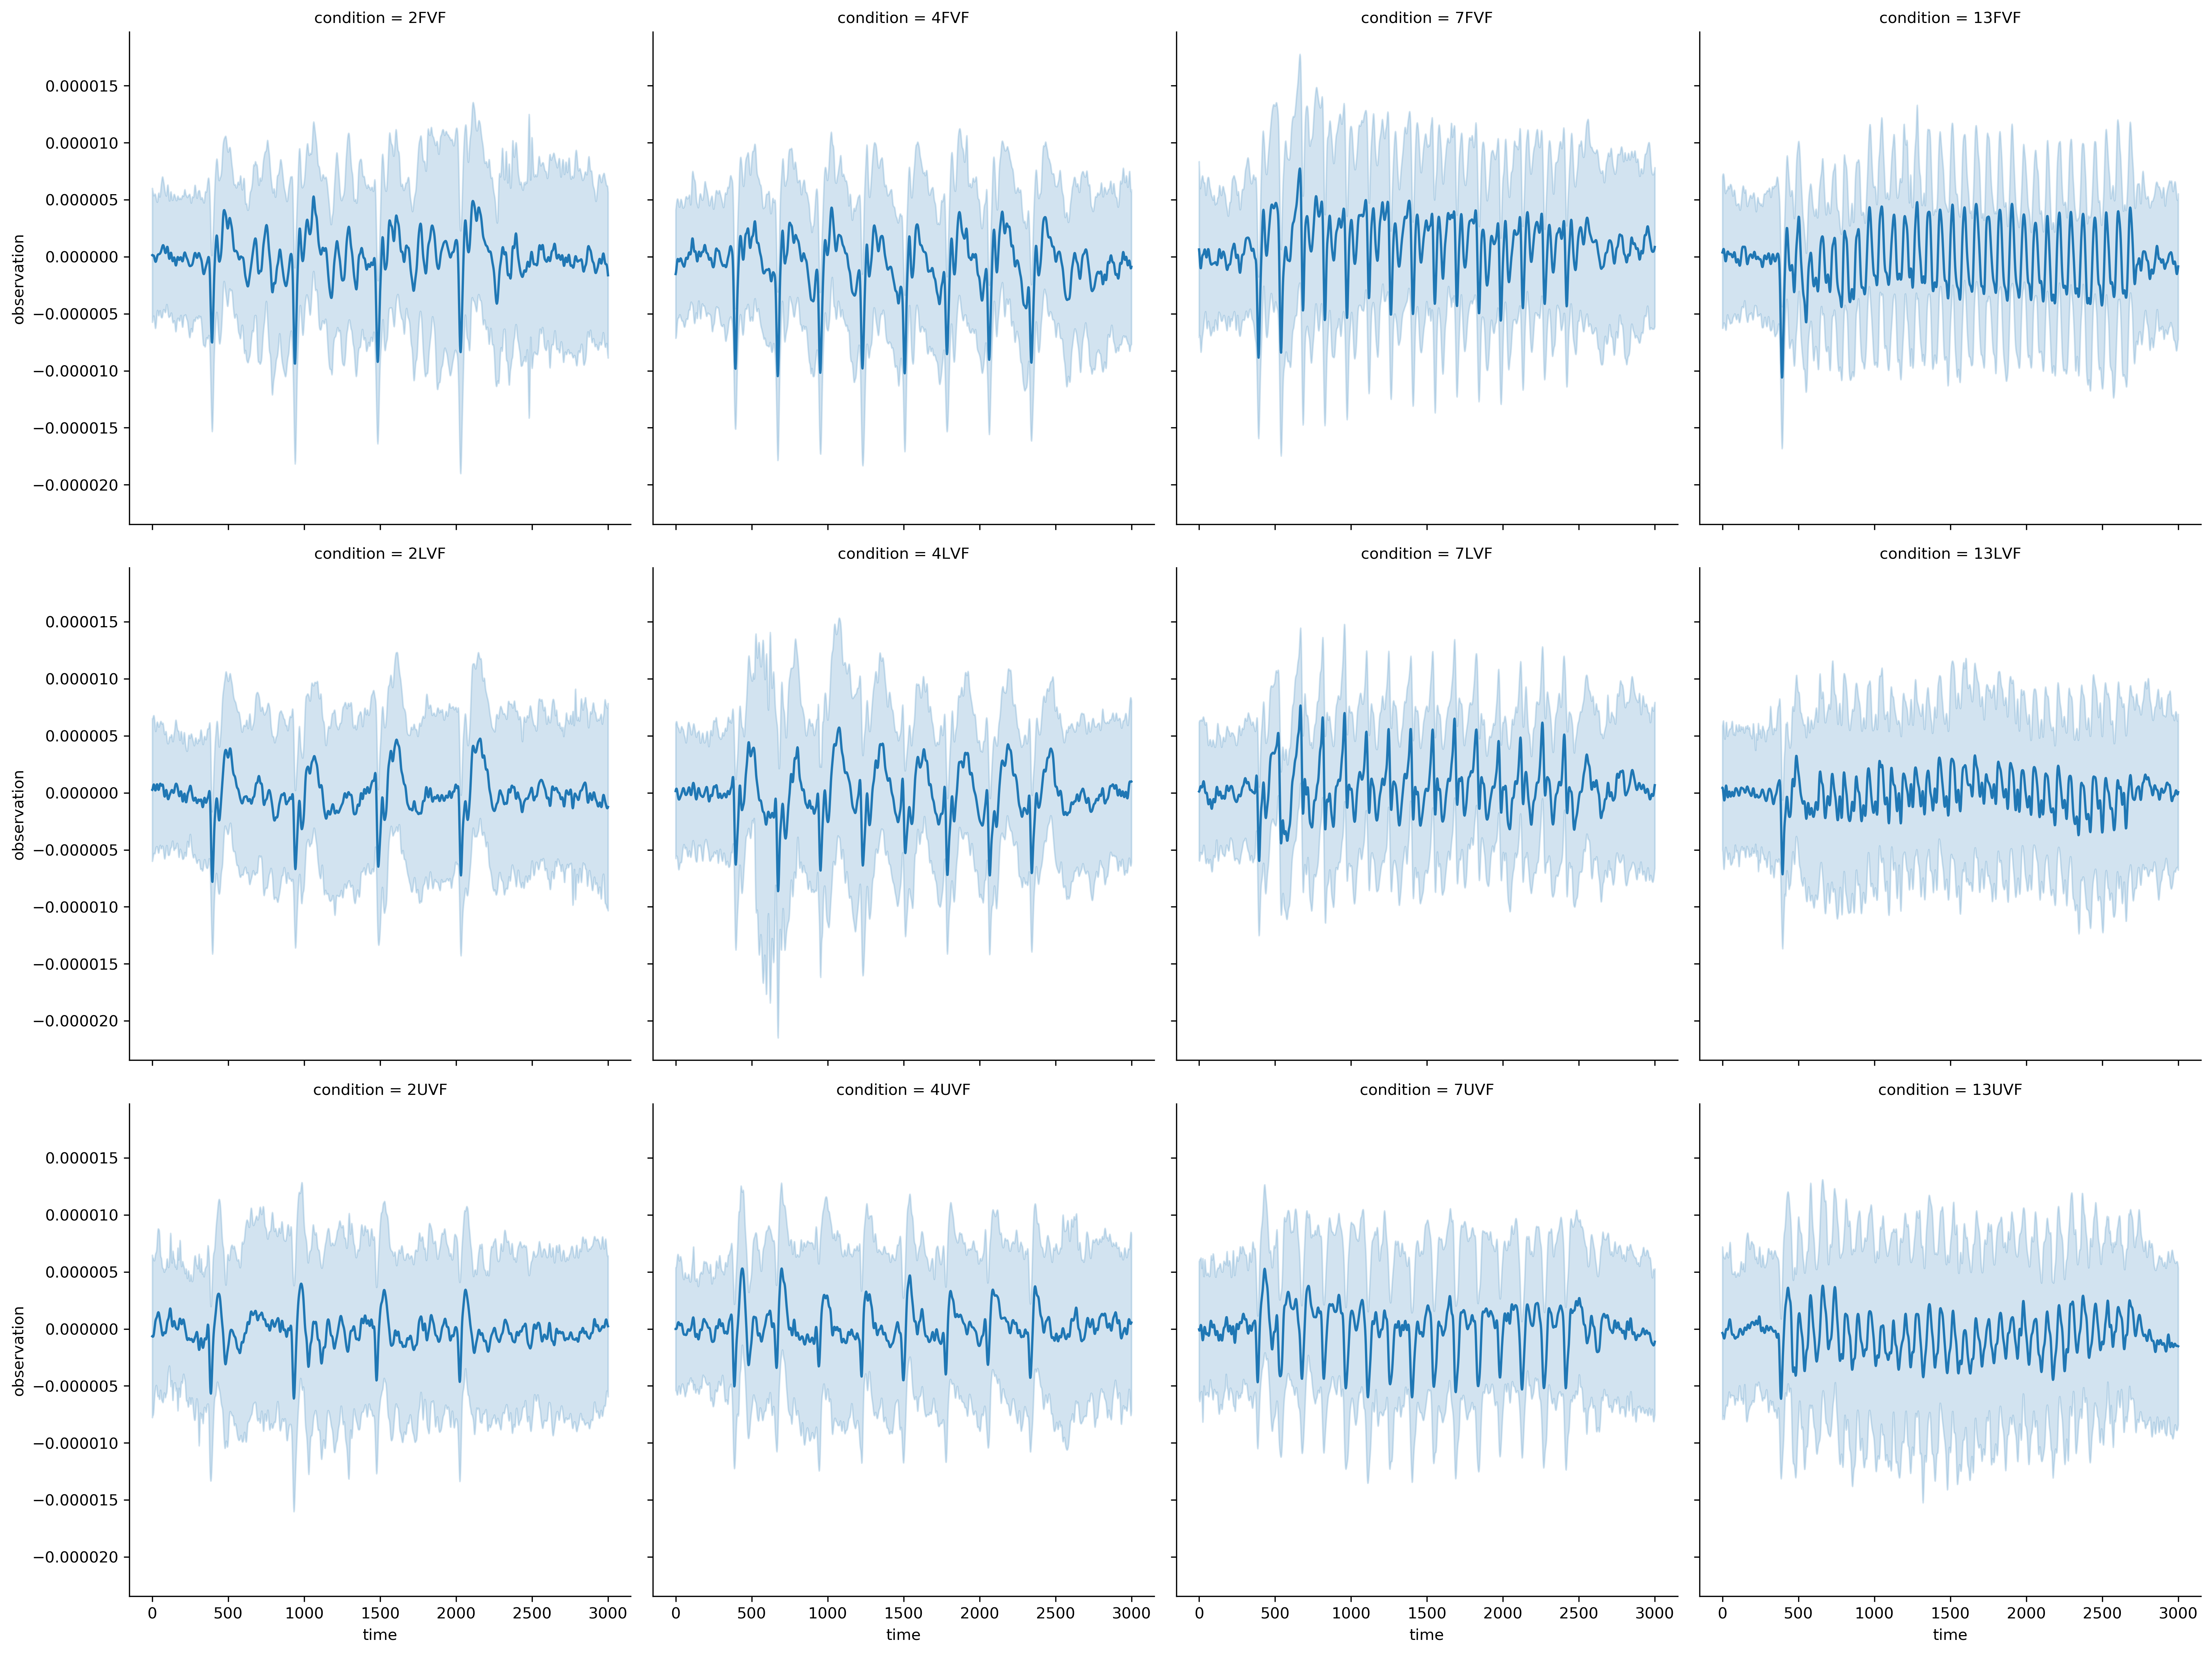 condition = 2FVF
condition = 4FVF
condition = 7FVF
condition = 13FVF
0.000015
0.000010
0.000005
0.000000
−0.000005
−0.000010
−0.000015
−0.000020
observation
condition = 2LVF
condition = 4LVF
condition = 7LVF
condition = 13LVF
0.000015
0.000010
0.000005
0.000000
−0.000005
−0.000010
−0.000015
−0.000020
observation
condition = 2UVF
condition = 4UVF
condition = 7UVF
condition = 13UVF
0.000015
0.000010
0.000005
0.000000
−0.000005
−0.000010
−0.000015
−0.000020
observation
0 500 1000 1500 2000 2500 3000
0 500 1000 1500 2000 2500 3000
0 500 1000 1500 2000 2500 3000
0 500 1000 1500 2000 2500 3000
time
time
time
time